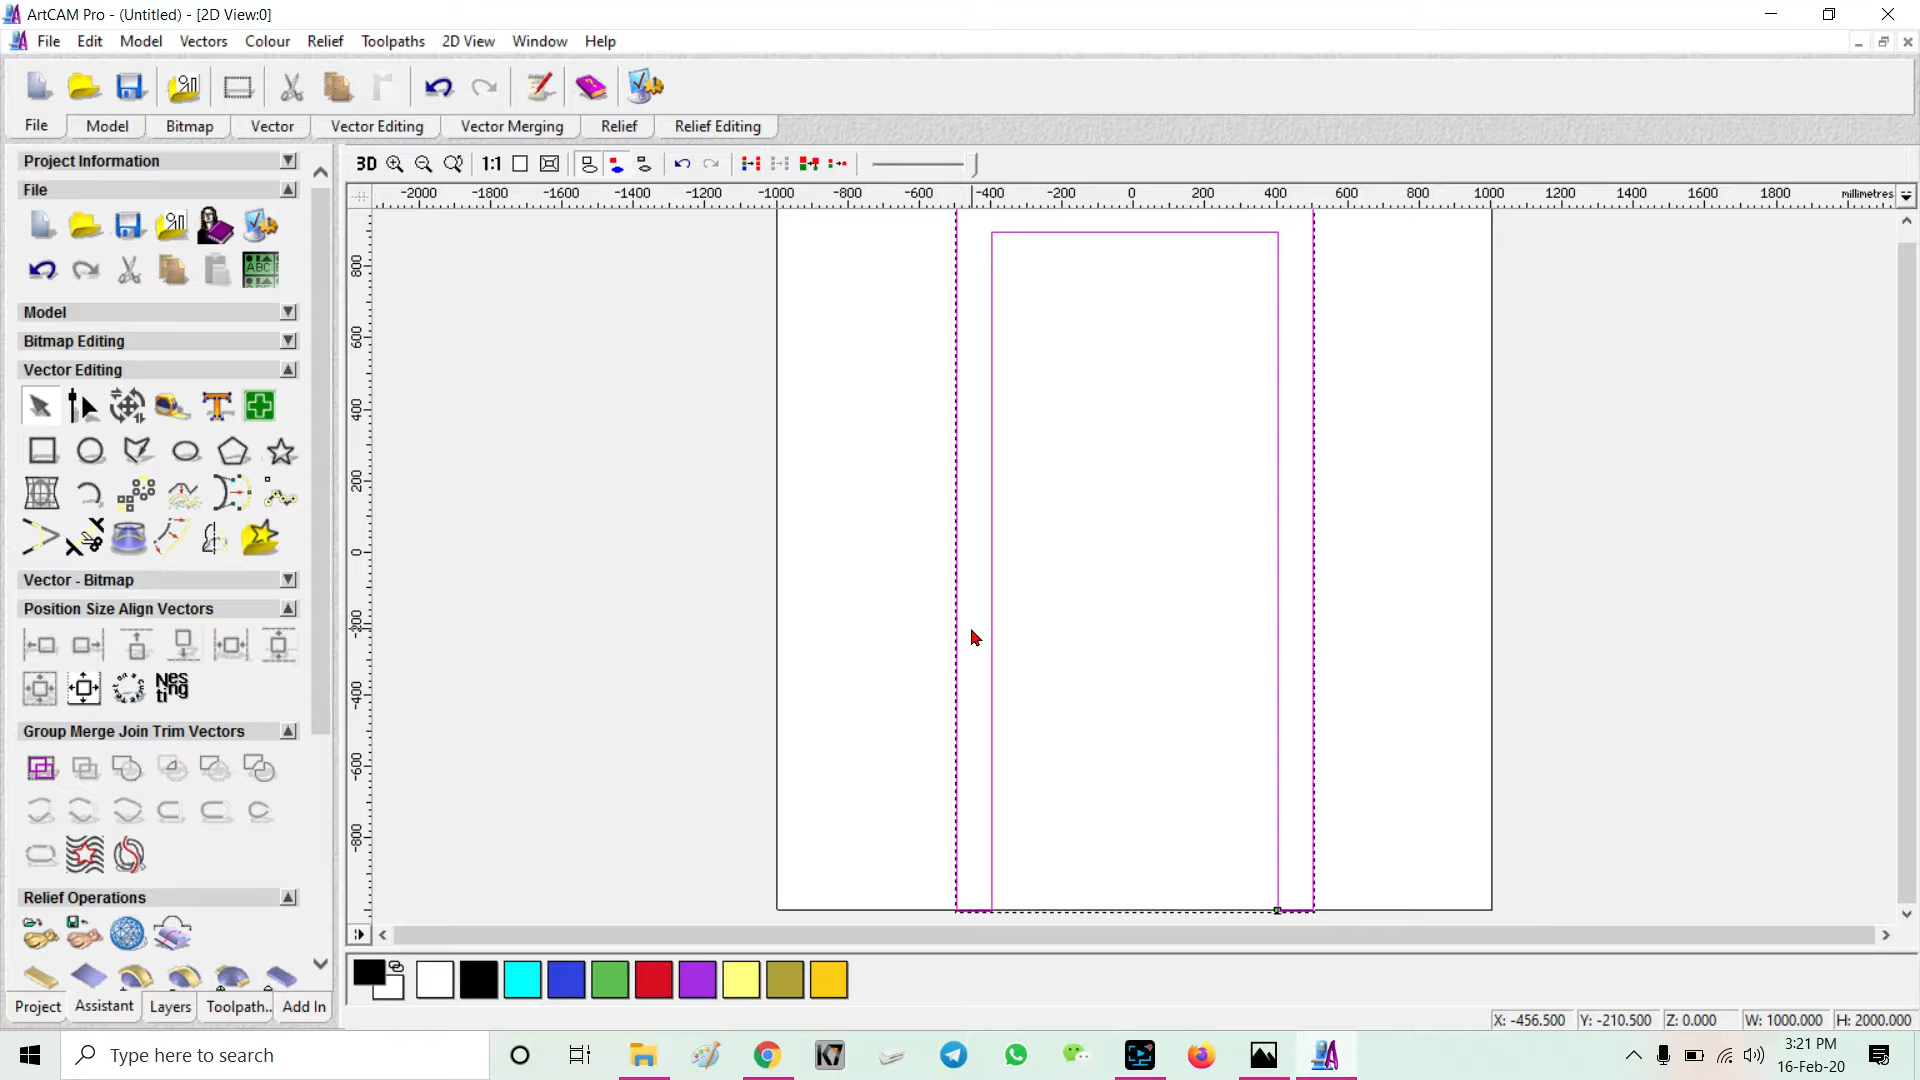 ArtCAM Pro - (Untitled) - [2D View:0]
File Edit Model Vectors Colour Relief Toolpaths 2D View Window Help
File Model Bitmap Vector Vector Editing Vector Merging Relief Relief Editing
Project Information
3D 1:1
File
-2000 -1800 -1600 -1400 -1200 -1000 -800 -600 -400 -200 0 200 400 600 800 1000 1200 1400 1600 1800 millimetres
800
600
400
200
0
-200
-400
-600
-800
ABC
Model
Bitmap Editing
Vector Editing
Vector - Bitmap
Position Size Align Vectors
Nes
ting
Group Merge Join Trim Vectors
Relief Operations
Project Assistant Layers Toolpath.. Add In
X: -456.500 Y: -210.500 Z: 0.000 W: 1000.000 H: 2000.000
Type here to search
K7
3:21 PM
16-Feb-20